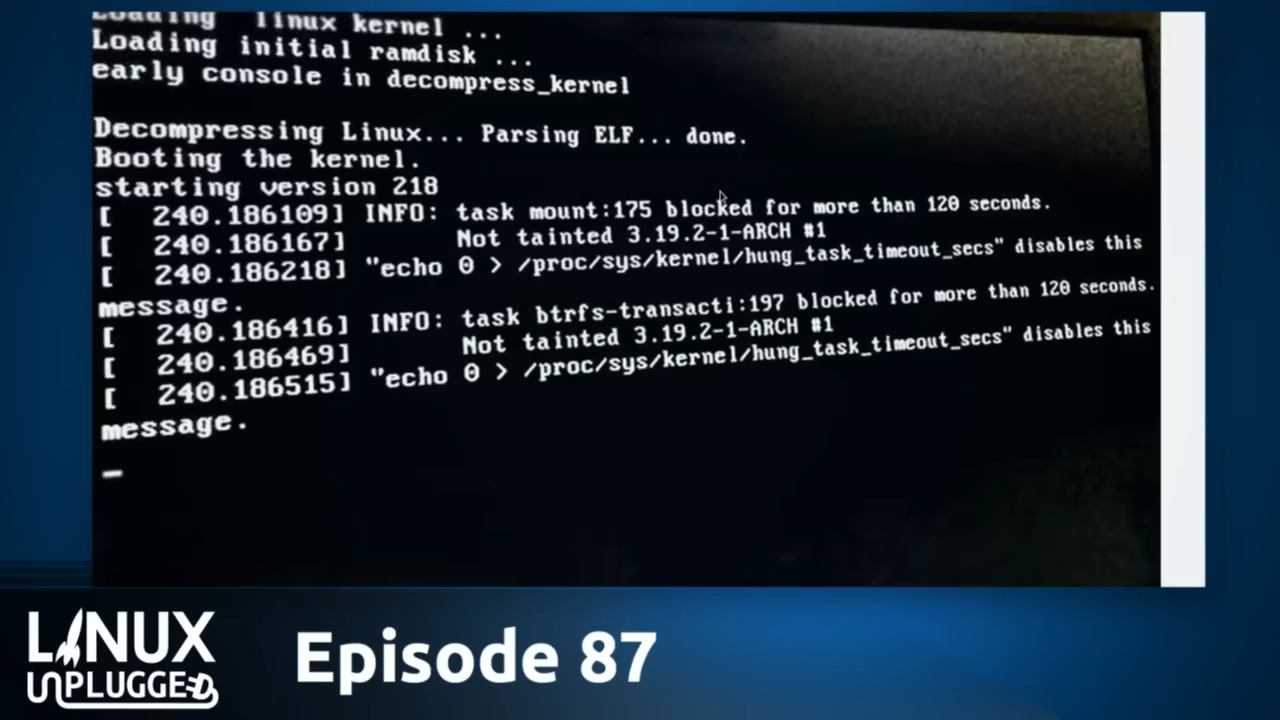 Loading linux kernel ...
Loading initial ramdisk ...
early console in decompress_kernel
Decompressing Linux... Parsing ELF... done.
Booting the kernel.
starting version 218
[ 240.186109] INFO: task mount:175 blocked for more than 120 seconds.
[ 240.186167] Not tainted 3.19.2-1-ARCH #1
[ 240.186218] "echo 0 > /proc/sys/kernel/hung_task_timeout_secs" disables this
message.
[ 240.186416] INFO: task btrfs-transacti:197 blocked for more than 120 seconds.
[ 240.186469] Not tainted 3.19.2-1-ARCH #1
[ 240.186515] "echo 0 > /proc/sys/kernel/hung_task_timeout_secs" disables this
message.
LINUX
UNPLUGGED
Episode 87